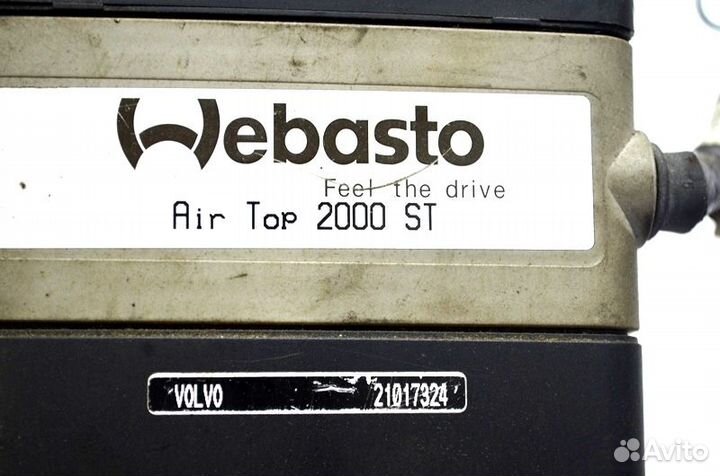 Webasto
Feel the drive
Air Top 2000 ST
VOLVO 21017324
Avito